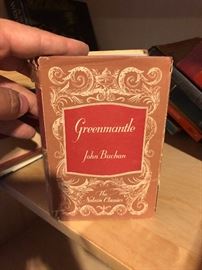 Greenmantle
John Buchan
The
Nelson Classics